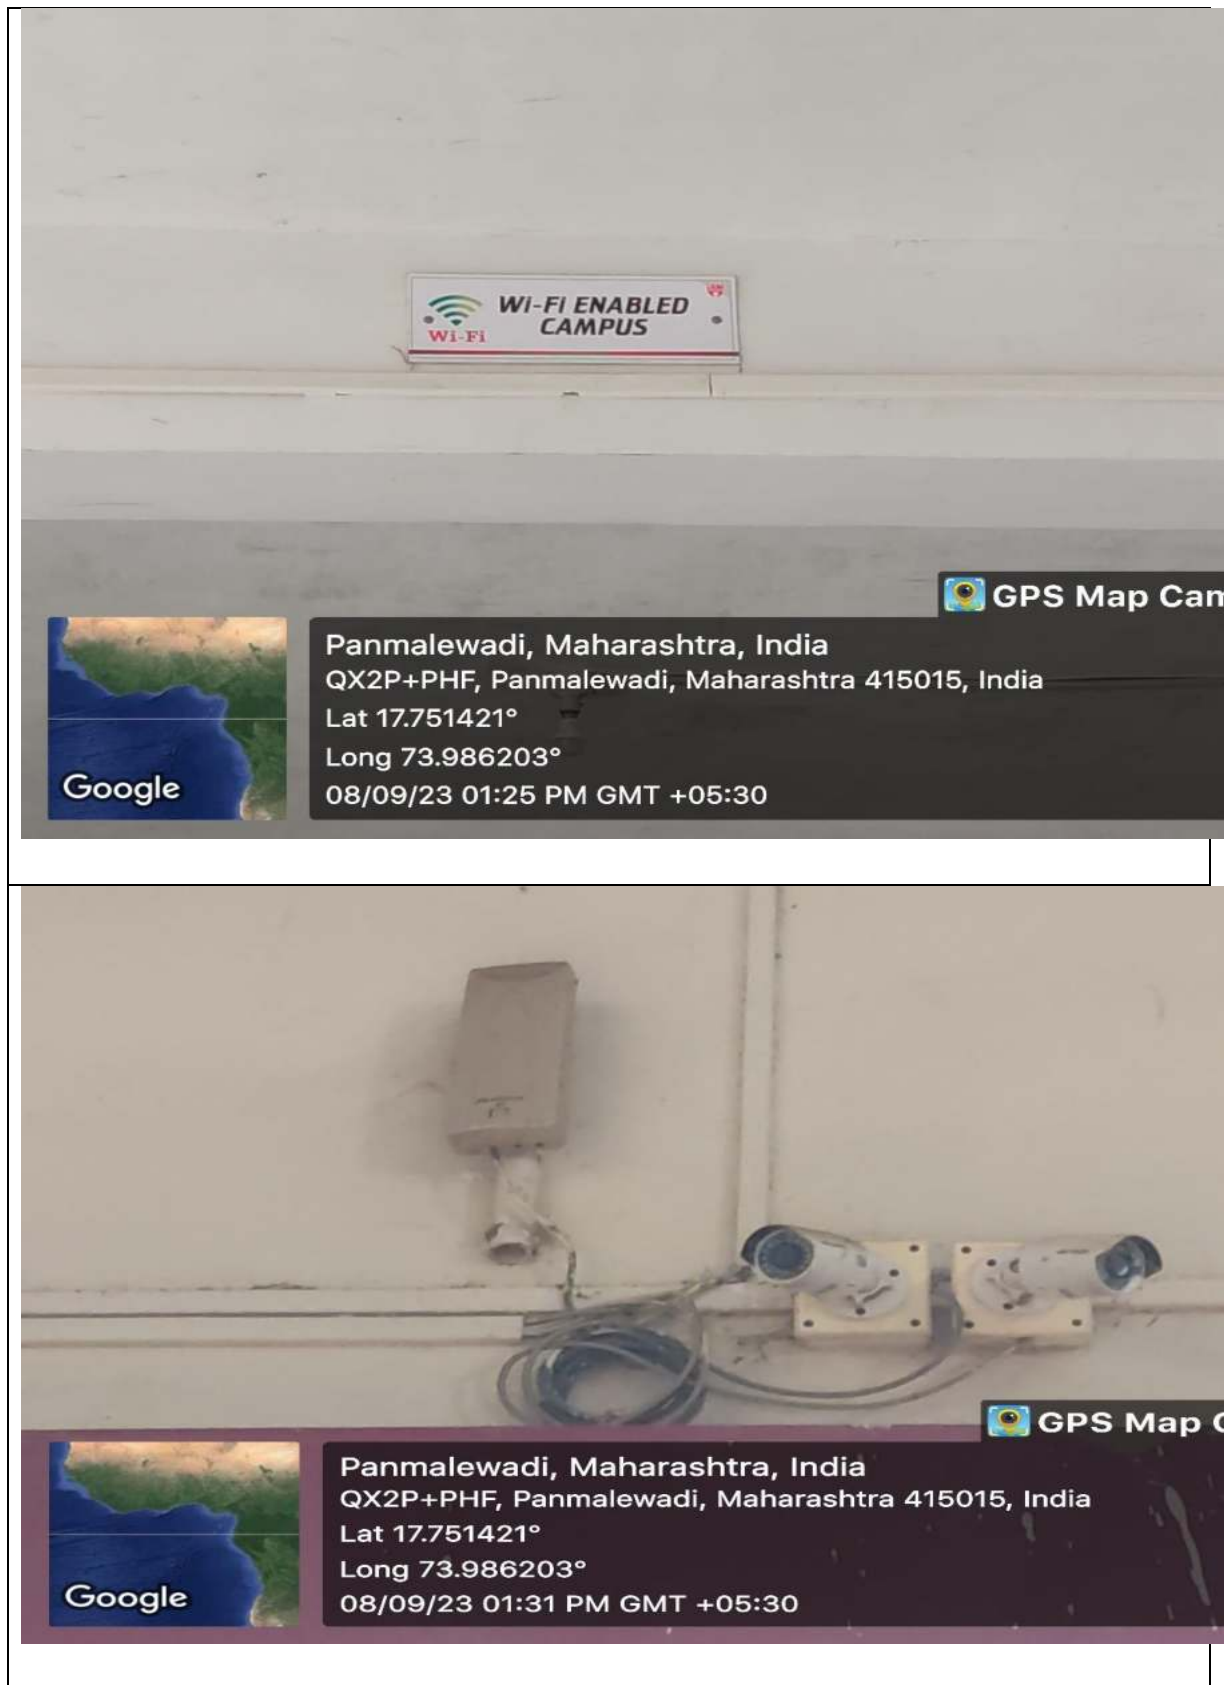 Wi-Fi
WI-FI ENABLED
CAMPUS
GPS Map Cam
Panmalewadi, Maharashtra, India
QX2P+PHF, Panmalewadi, Maharashtra 415015, India
Lat 17.751421°
Long 73.986203°
08/09/23 01:25 PM GMT +05:30
Google
GPS Map
Panmalewadi, Maharashtra, India
QX2P+PHF, Panmalewadi, Maharashtra 415015, India
Lat 17.751421°
Long 73.986203°
08/09/23 01:31 PM GMT +05:30
Google